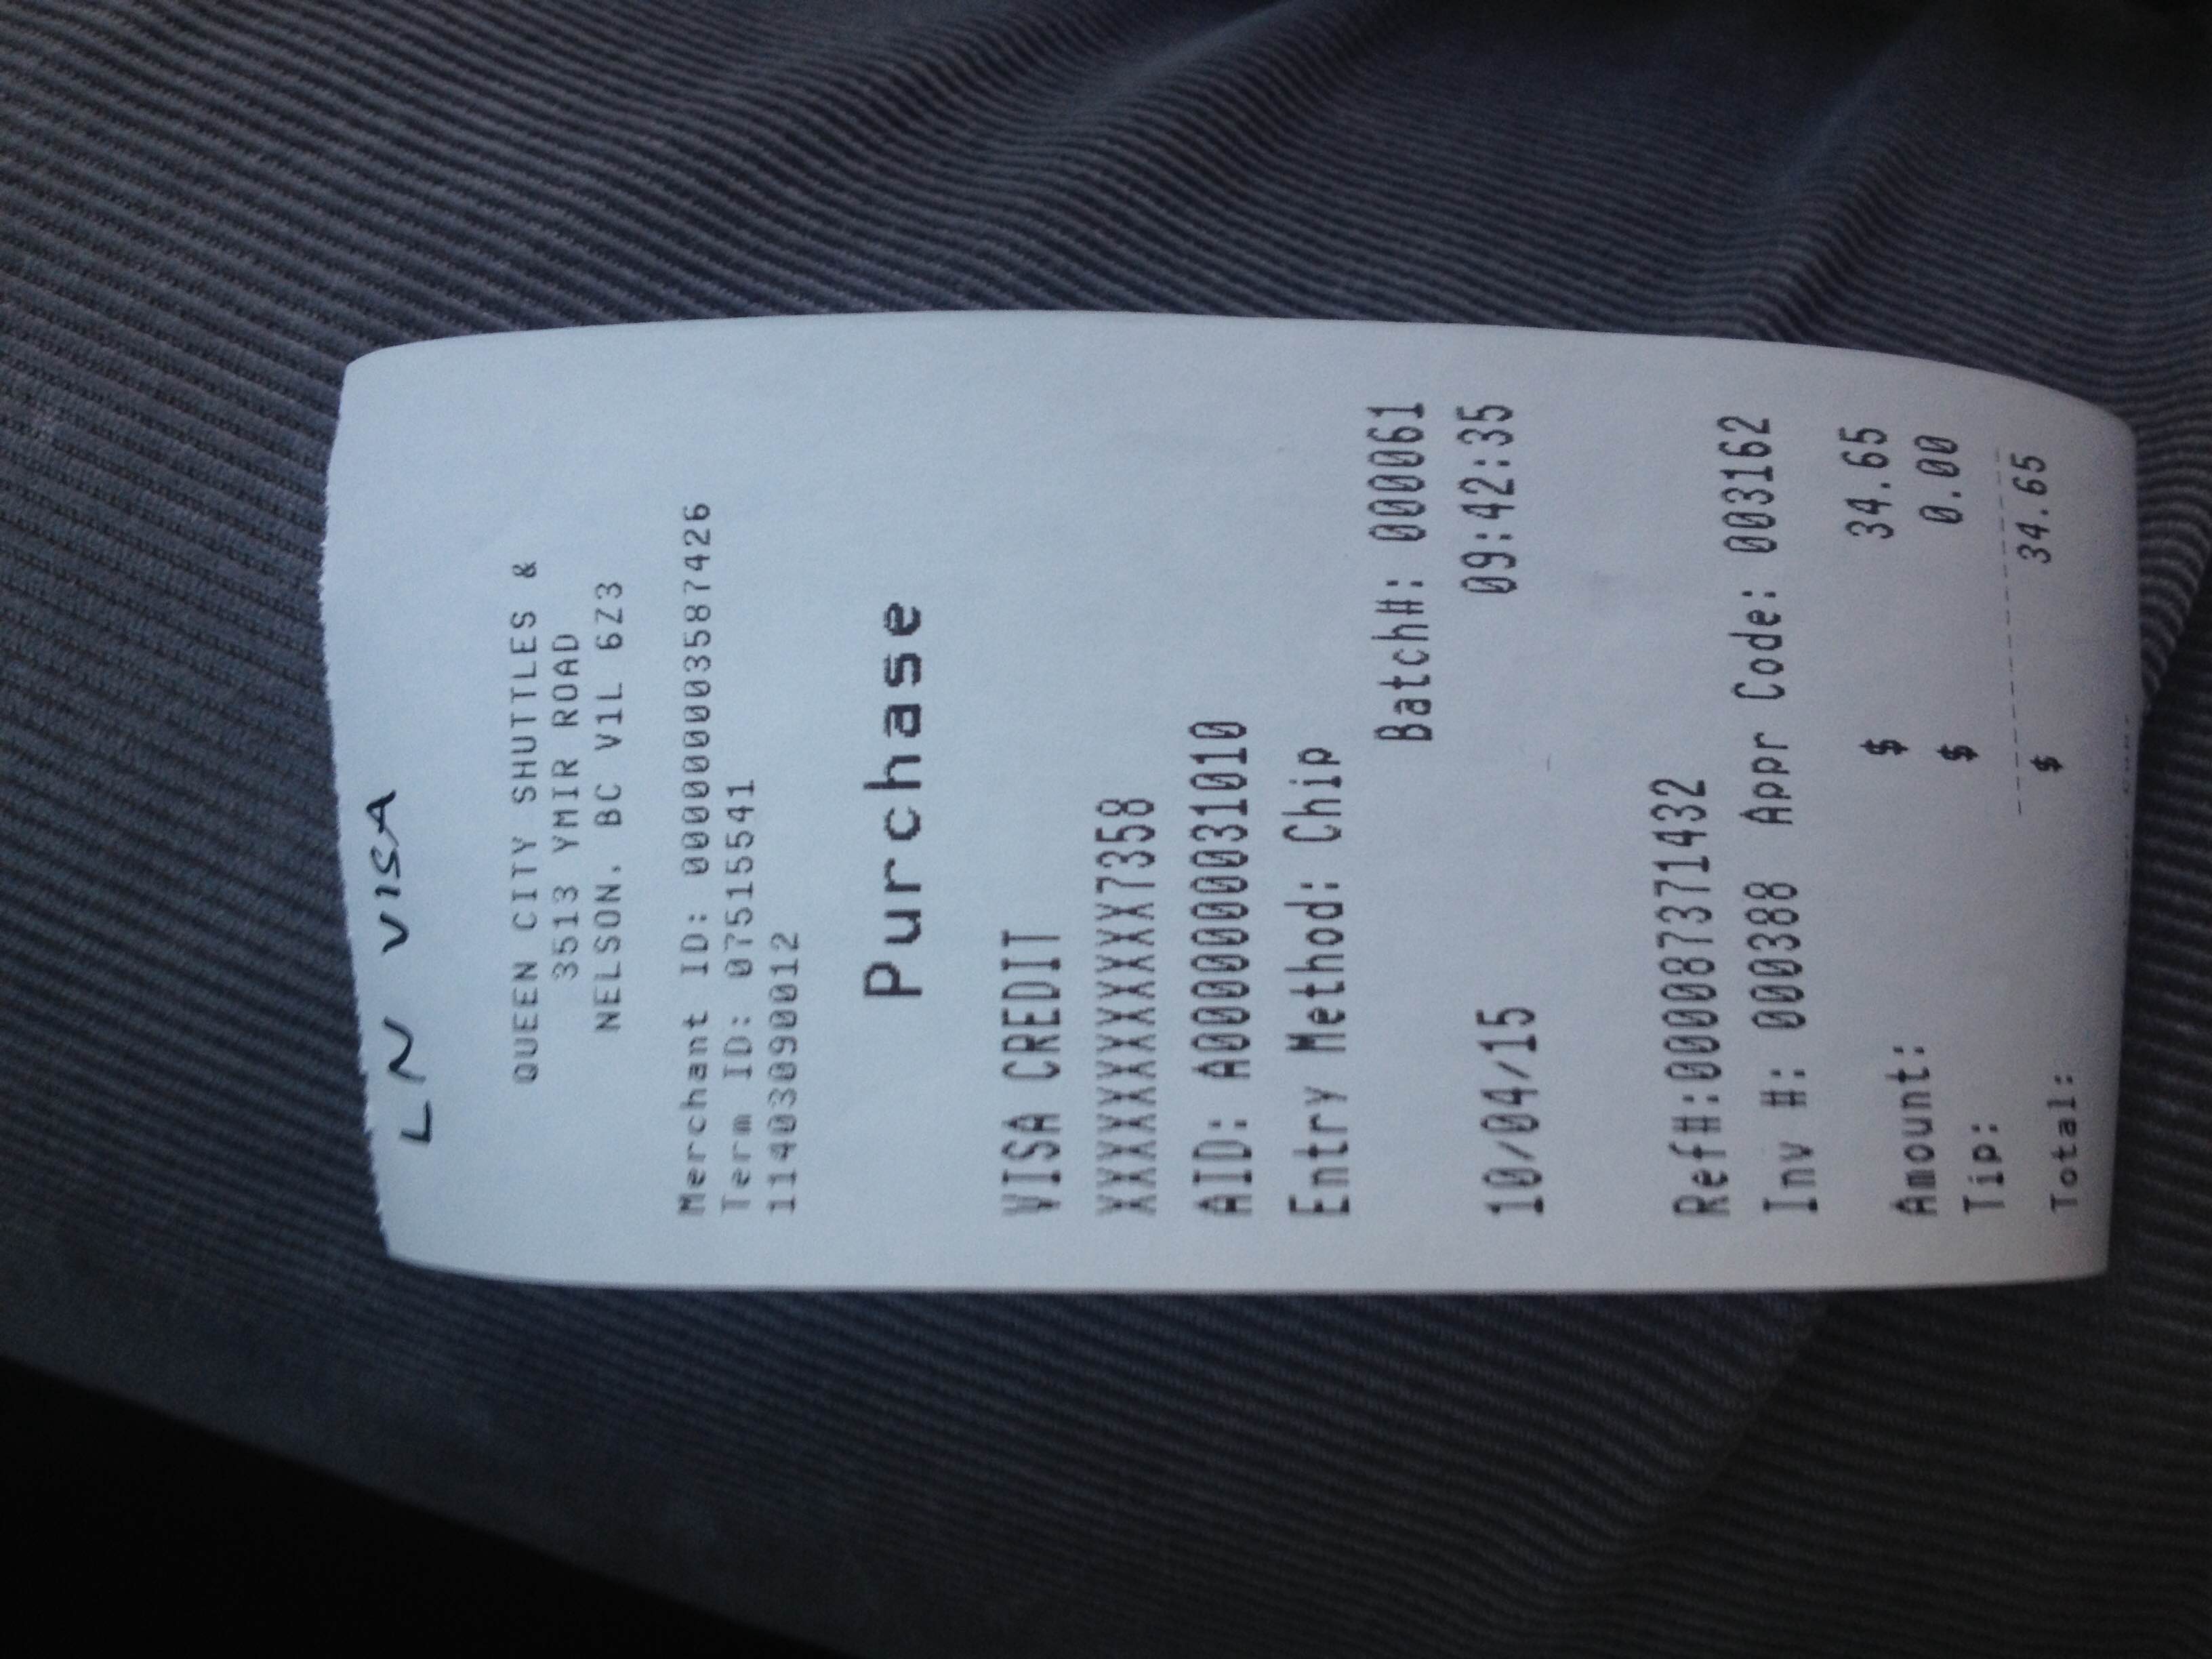 LN VISA
QUEEN CITY SHUTTLES &
3513 YMIR ROAD
NELSON, BC V1L 6Z3
Merchant ID: 000000003587426
Term ID: 07515541
11403090012
Purchase
VISA CREDIT
XXXXXXXXXXXX7358
AID: A0000000031010
Entry Method: Chip
Batch#: 000061
10/04/15 09:42:35
Ref#:000087371432
Inv #: 000388 Appr Code: 003162
Amount: $ 34.65
Tip: $ 0.00
Total: $ 34.65